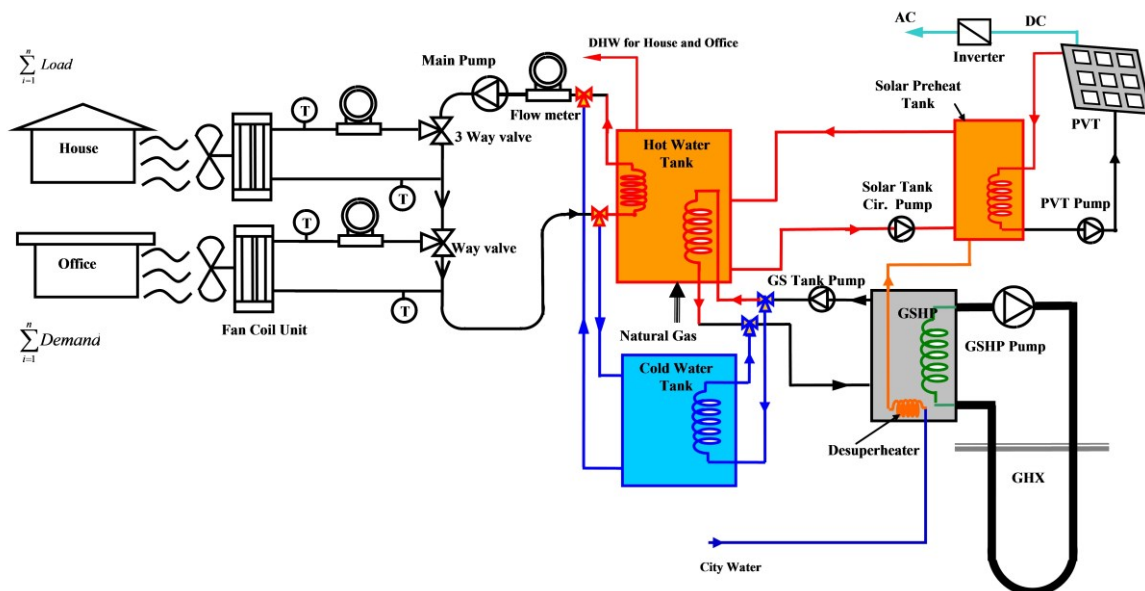 AC
DC
Inverter
DHW for House and Office
Main Pump
∑ⁿᵢ₋₁ Load
Solar Preheat
Tank
PVT
Flow meter
T
3 Way valve
House
Hot Water
Tank
T
Solar Tank
Cir. Pump
PVT Pump
T
Way valve
Office
GS Tank Pump
T
Fan Coil Unit
GSHP
Natural Gas
GSHP Pump
∑ⁿᵢ₌₁ Demand
Cold Water
Tank
Desuperheater
GHX
City Water